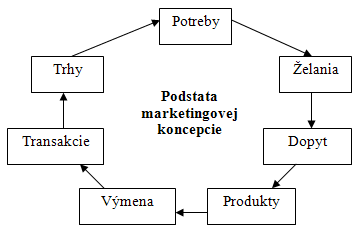 Potreby
Trhy
Želania
Podstata
marketingovej
koncepcie
Transakcie
Dopyt
Výmena
Produkty